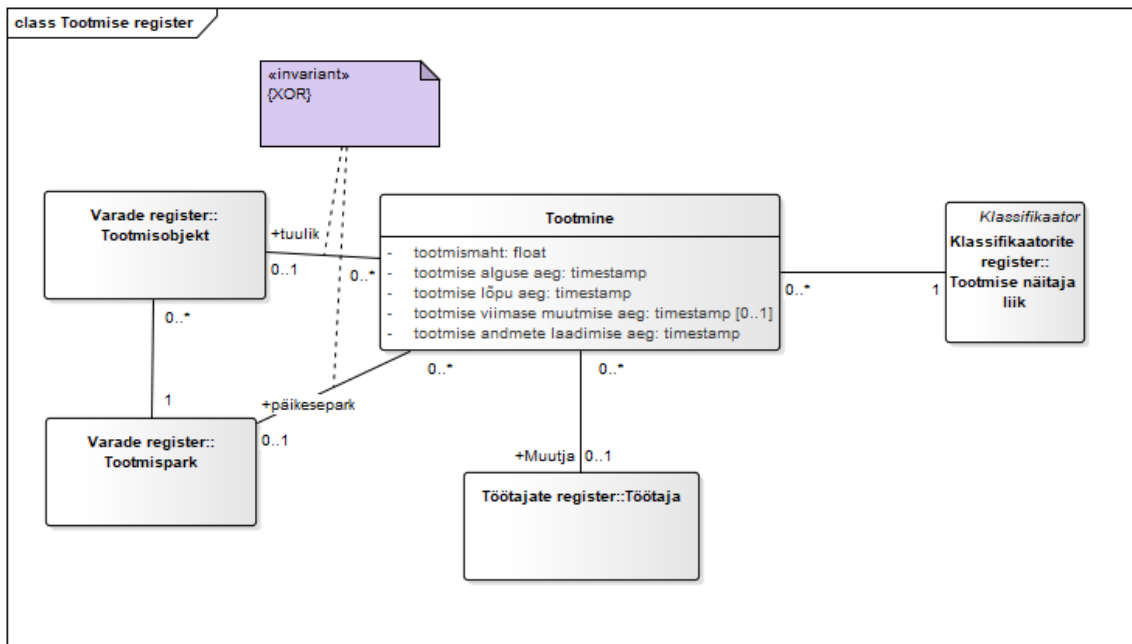 class Tootmise register
«invariant»
{XOR}
Varade register::
Tootmisobjekt
+tuulik
0..1
0..*
Tootmine
- tootmismaht: float
- tootmise alguse aeg: timestamp
- tootmise lõpu aeg: timestamp
- tootmise viimase muutmise aeg: timestamp [0..1]
- tootmise andmete laadimise aeg: timestamp
0..*
1
Klassifikaator
Klassifikaatorite
register::
Tootmise näitaja
liik
0..*
1
+päikesepark
0..1
0..*
0..*
Varade register::
Tootmispark
+Muutja 0..1
Töötajate register::Töötaja